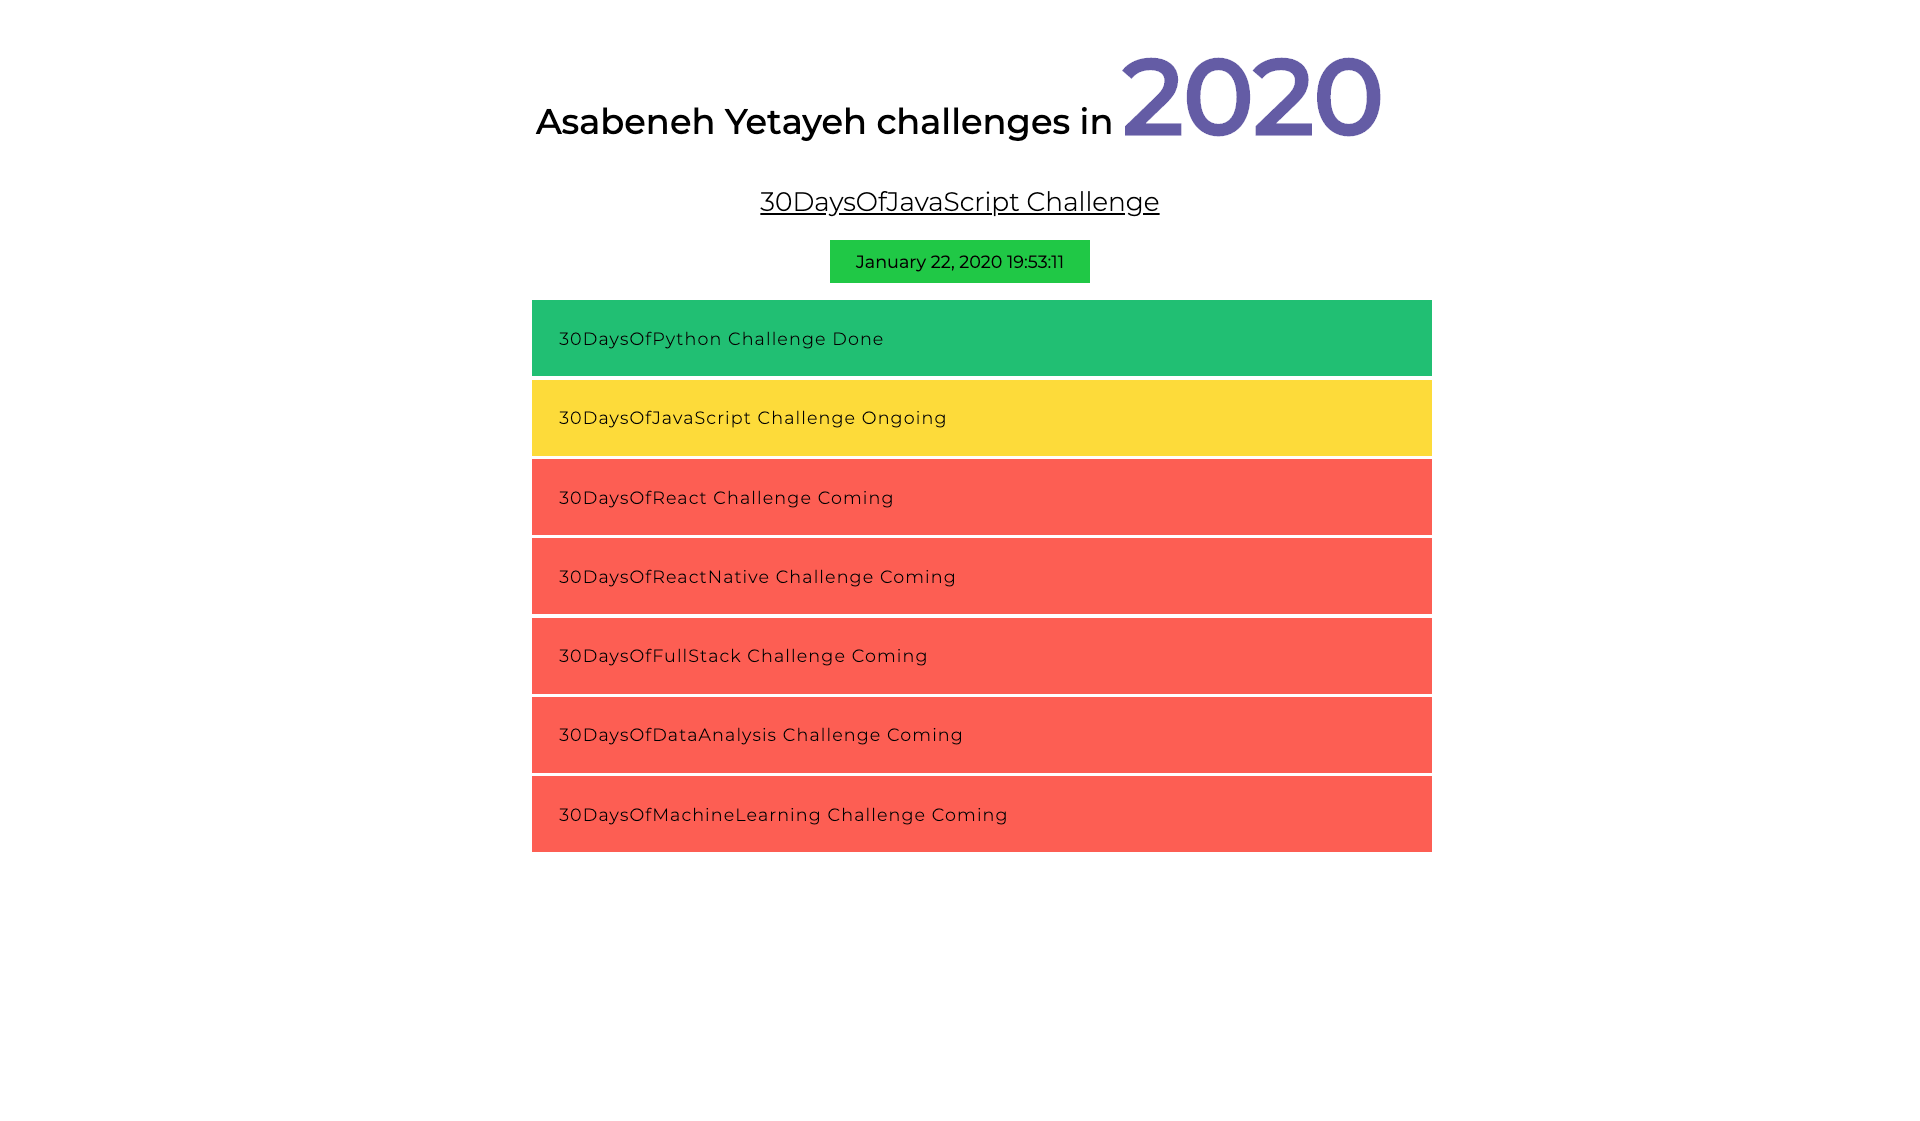 Asabeneh Yetayeh challenges in 2020
30DaysOfJavaScript Challenge
January 22, 2020 19:53:11
30DaysOfPython Challenge Done
30DaysOfJavaScript Challenge Ongoing
30DaysOfReact Challenge Coming
30DaysOfReactNative Challenge Coming
30DaysOfFullStack Challenge Coming
30DaysOfDataAnalysis Challenge Coming
30DaysOfMachineLearning Challenge Coming